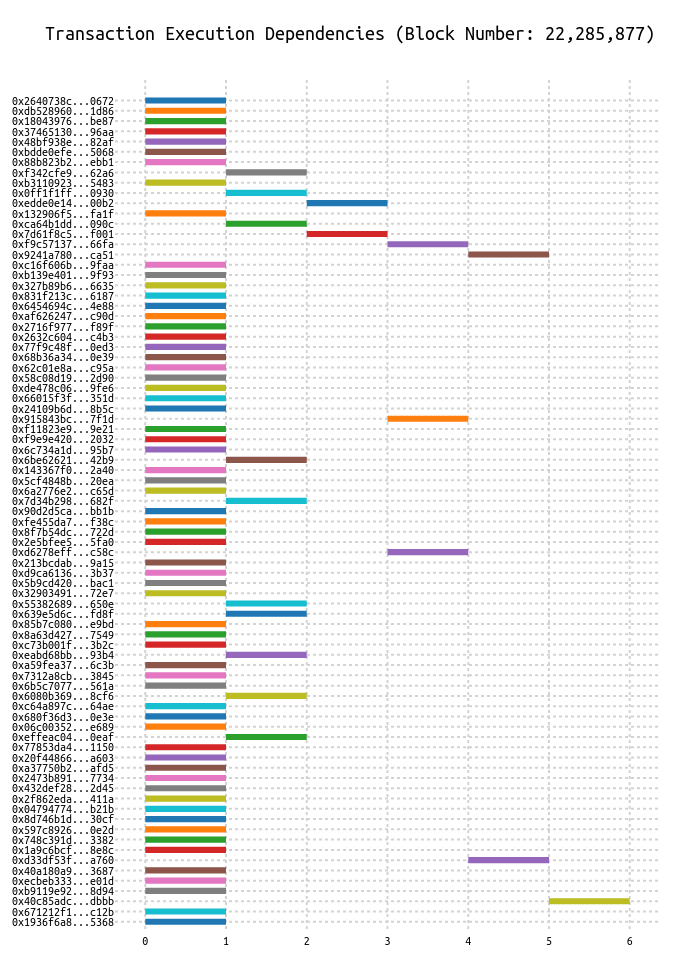 Transaction Execution Dependencies (Block Number: 22,285,877)
0x2640738c...0672
0xdb528960...1d86
0x18043976...be87
0x37465130...96aa
0x48bf938e...82af
0xbdde0efe...5068
0x88b823b2...ebb1
0xf342cfe9...62a6
0xb3110923...5483
0x0ff1f1ff...0930
0xedde0e14...00b2
0x132906f5...fa1f
0xca64b1dd...090c
0x7d61f8c5...f001
0xf9c57137...66fa
0x9241a780...ca51
0xc16f606b...9faa
0xb139e401...9f93
0x327b89b6...6635
0x831f213c...6187
0x6454694c...4e88
0xaf626247...c90d
0x2716f977...f89f
0x2632c604...c4b3
0x77f9c48f...0ed3
0x68b36a34...0e39
0x62c01e8a...c95a
0x58c08d19...2d90
0xde478c06...9fe6
0x66015f3f...351d
0x24109b6d...8b5c
0x915843bc...7f1d
0xf11823e9...9e21
0xf9e9e420...2032
0x6c734a1d...95b7
0x6be62621...42b9
0x143367f0...2a40
0x5cf4848b...20ea
0x6a2776e2...c65d
0x7d34b298...682f
0x90d2d5ca...bb1b
0xfe455da7...f38c
0x8f7b54dc...722d
0x2e5bfee5...5fa0
0xd6278eff...c58c
0x213bcdab...9a15
0xd9ca6136...3b37
0x5b9cd420...bac1
0x32903491...72e7
0x55382689...650e
0x639e5d6c...fd8f
0x85b7c080...e9bd
0x8a63d427...7549
0xc73b001f...3b2c
0xeabd68bb...93b4
0xa59fea37...6c3b
0x7312a8cb...3845
0x6b5c7077...561a
0x6080b369...8cf6
0xc64a897c...64ae
0x680f36d3...0e3e
0x06c00352...e689
0xeffeac04...0eaf
0x77853da4...1150
0x20f44866...a603
0xa37750b2...afd5
0x2473b891...7734
0x432def28...2d45
0x2f862eda...411a
0x04794774...b21b
0x8d746b1d...30cf
0x597c8926...0e2d
0x748c391d...3382
0x1a9c6bcf...8e8c
0xd33df53f...a760
0x40a180a9...3687
0xecbeb333...e01d
0xb9119e92...8d94
0x40c85adc...dbbb
0x671212f1...c12b
0x1936f6a8...5368
0 1 2 3 4 5 6